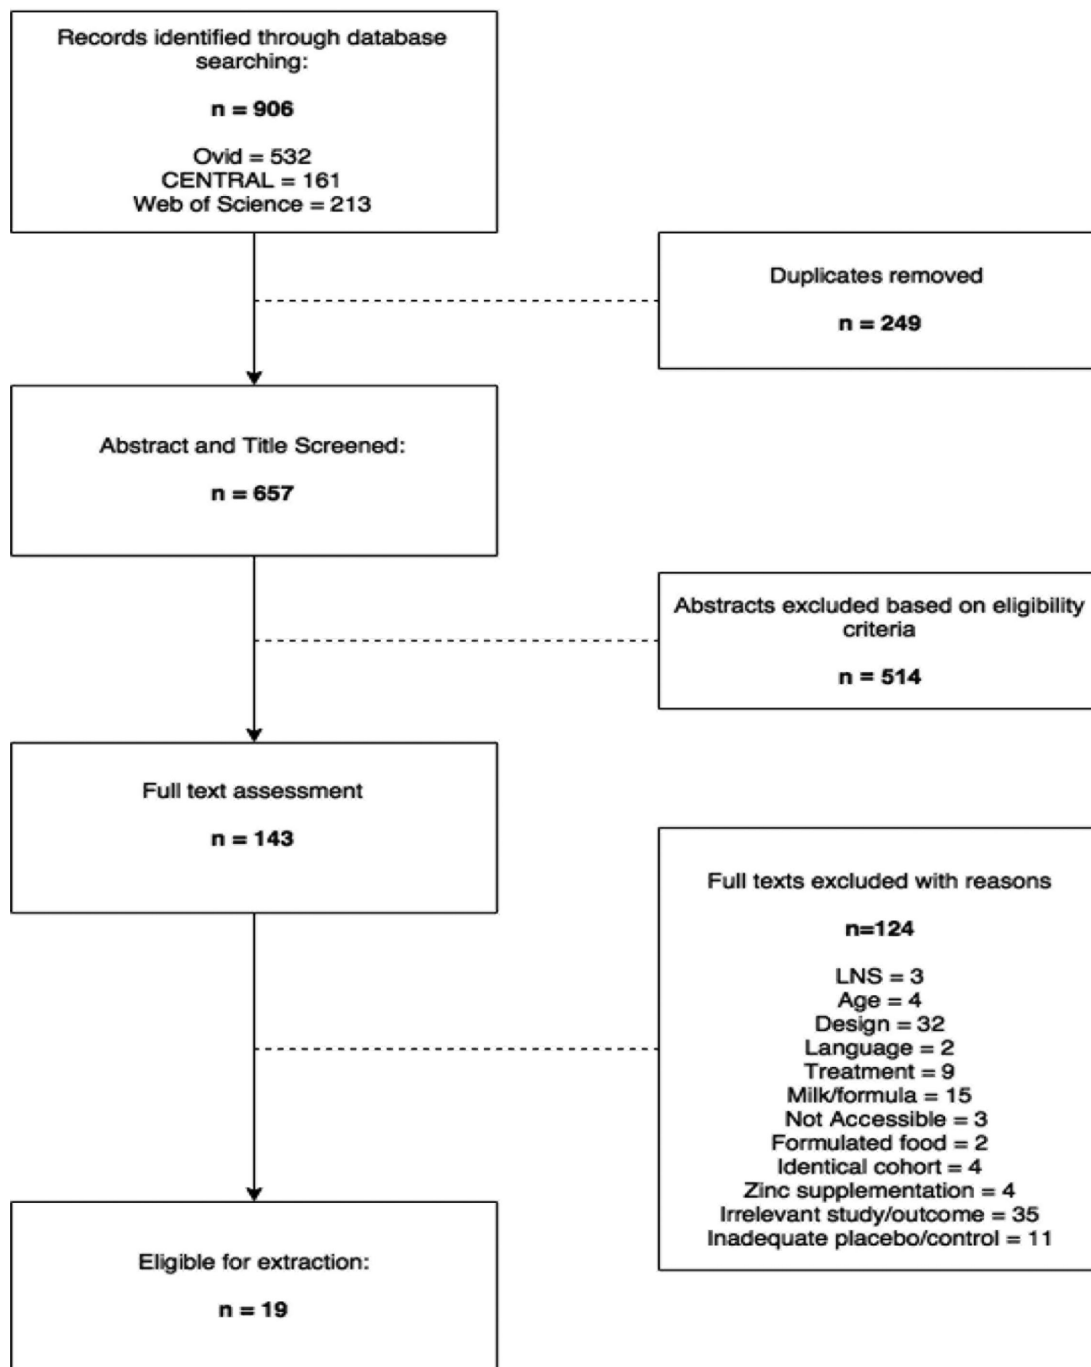 Records identified through database
searching:
n = 906
Ovid = 532
CENTRAL = 161
Web of Science = 213
Duplicates removed
n = 249
Abstract and Title Screened:
n = 657
Abstracts excluded based on eligibility
criteria
n = 514
Full text assessment
n = 143
Full texts excluded with reasons
n=124
LNS = 3
Age = 4
Design = 32
Language = 2
Treatment = 9
Milk/formula = 15
Not Accessible = 3
Formulated food = 2
Identical cohort = 4
Zinc supplementation = 4
Irrelevant study/outcome = 35
Inadequate placebo/control = 11
Eligible for extraction:
n = 19